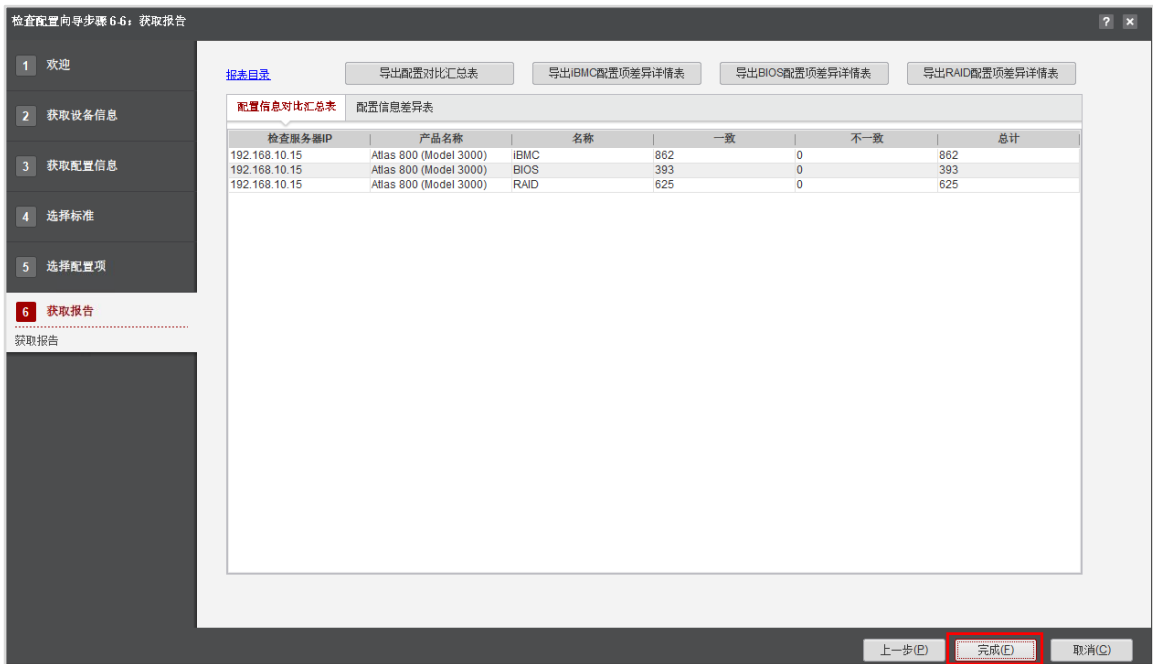 检查配置向导步骤 6-6：获取报告
? ×
1 欢迎
2 获取设备信息
3 获取配置信息
4 选择标准
5 选择配置项
6 获取报告
获取报告
报表目录 导出配置对比汇总表 导出iBMC配置项差异详情表 导出BIOS配置项差异详情表 导出RAID配置项差异详情表
配置信息对比汇总表 配置信息差异表
检查服务器IP 产品名称 名称 一致 不一致 总计
192.168.10.15 Atlas 800 (Model 3000) iBMC 862 0 862
192.168.10.15 Atlas 800 (Model 3000) BIOS 393 0 393
192.168.10.15 Atlas 800 (Model 3000) RAID 625 0 625
上一步(P) 完成(F) 取消(C)